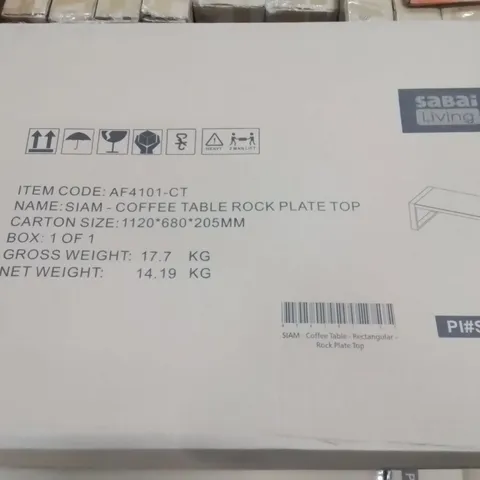 sabai
Living
ITEM CODE: AF4101-CT
NAME: SIAM - COFFEE TABLE ROCK PLATE TOP
CARTON SIZE: 1120*680*205MM
BOX: 1 OF 1
GROSS WEIGHT: 17.7 KG
NET WEIGHT: 14.19 KG
SIAM - Coffee Table - Rectangular -
Rock Plate Top
PI#S